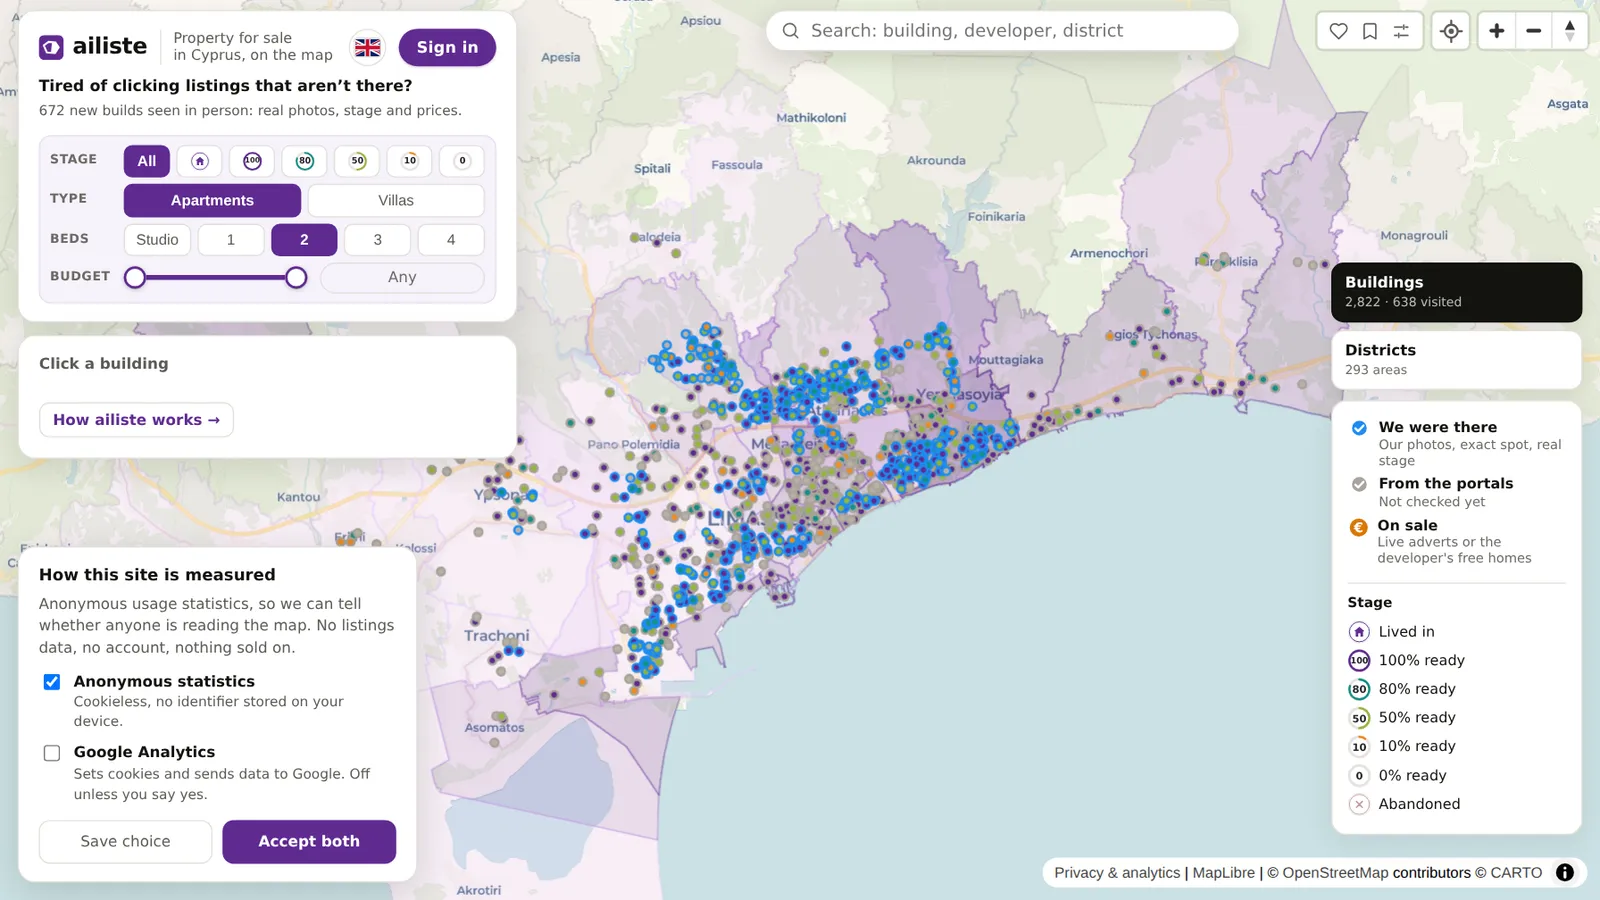 ailiste
Property for sale
in Cyprus, on the map
Sign in
Tired of clicking listings that aren’t there?
672 new builds seen in person: real photos, stage and prices.
STAGE
All
100
80
50
10
0
TYPE
Apartments
Villas
BEDS
Studio
1
2
3
4
BUDGET
Any
Click a building
How ailiste works →
How this site is measured
Anonymous usage statistics, so we can tell
whether anyone is reading the map. No listings
data, no account, nothing sold on.
Anonymous statistics
Cookieless, no identifier stored on your
device.
Google Analytics
Sets cookies and sends data to Google. Off
unless you say yes.
Save choice
Accept both
Search: building, developer, district
Apsiou
Apesia
Mathikoloni
Spitali
Fassoula
Akrounda
Foinikaria
Armenochori
Asgata
Monagrouli
Mouttagiaka
Pano Polemidia
Kantou
Trachoni
Asomatos
Akrotiri
Buildings
2,822 · 638 visited
Districts
293 areas
We were there
Our photos, exact spot, real
stage
From the portals
Not checked yet
€
On sale
Live adverts or the
developer's free homes
Stage
Lived in
100
100% ready
80
80% ready
50
50% ready
10
10% ready
0
0% ready
Abandoned
Privacy & analytics | MapLibre | © OpenStreetMap contributors © CARTO